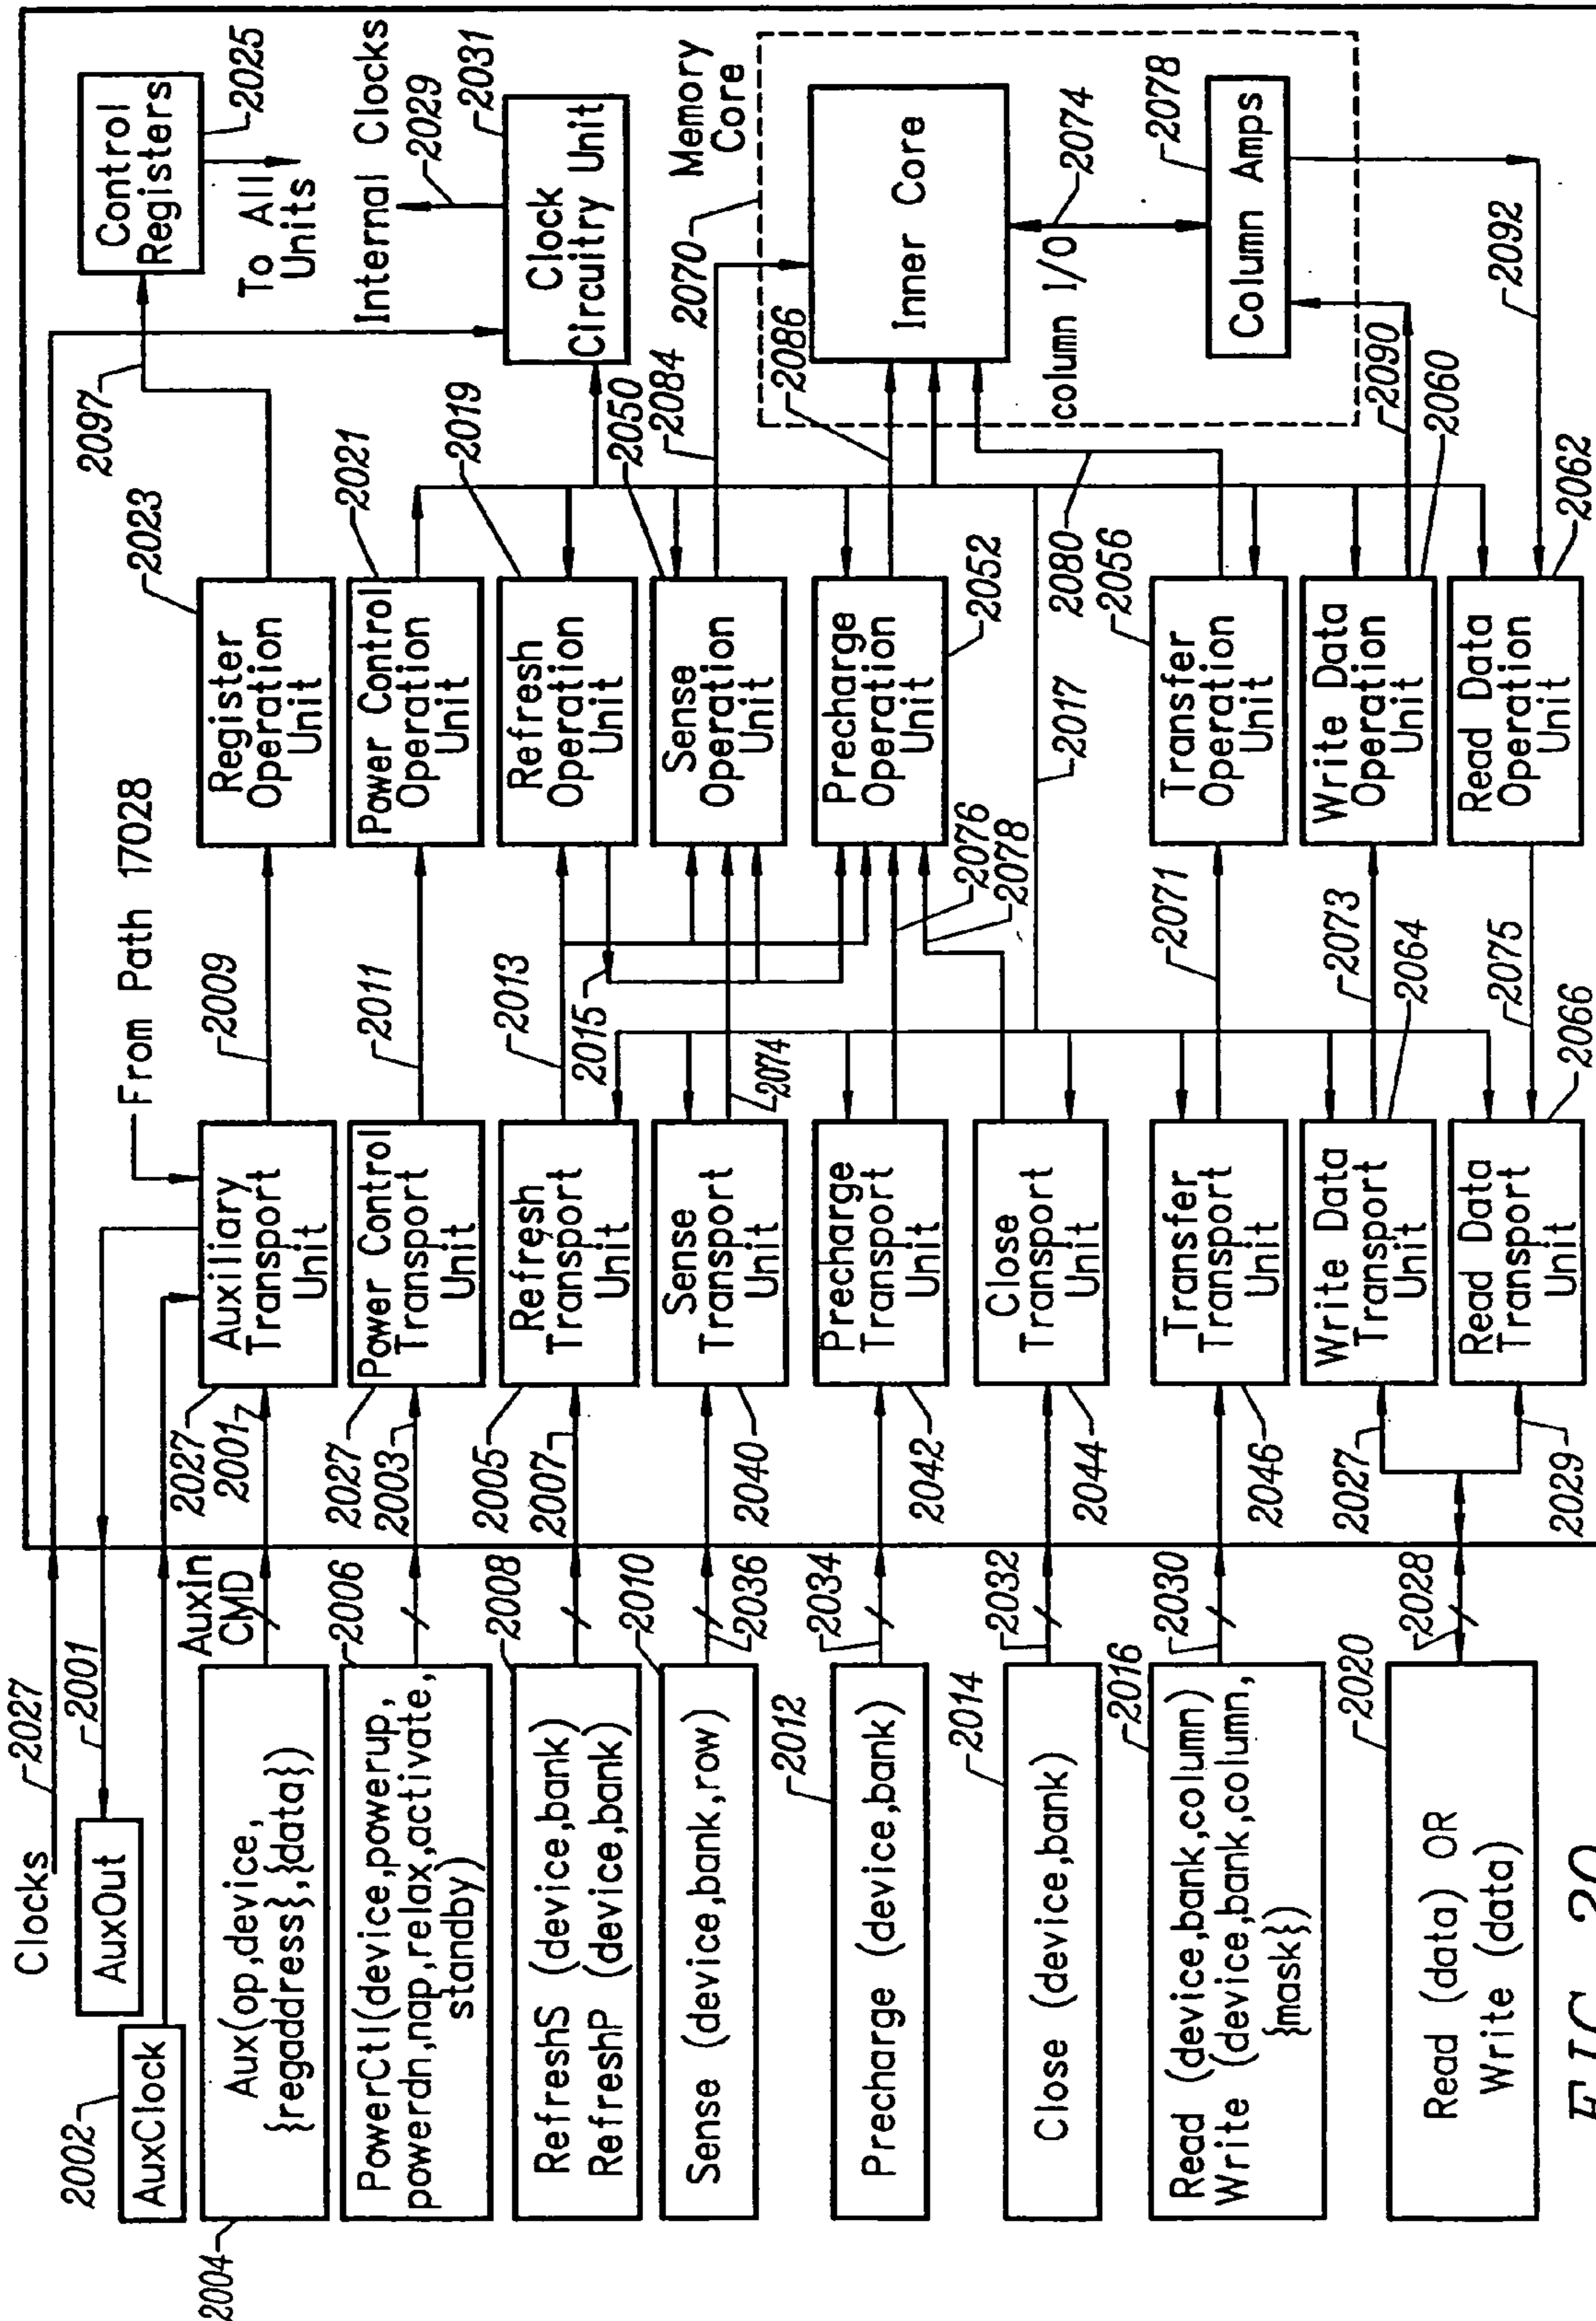 Clocks
2027
2001
AuxOut
2002
AuxClock
2004
Aux(op,device,
{regaddress},{data})
AuxIn
CMD
2006
PowerCtl(device,powerup,
powerdn,nap,relax,activate,
standby)
2008
RefreshS (device,bank)
RefreshP (device,bank)
2010
Sense (device,bank,row)
2036
2012
Precharge (device,bank)
2034
2014
Close (device,bank)
2032
2016
Read (device,bank,column)
Write (device,bank,column,
{mask})
2030
2020
Read (data) OR
Write (data)
2028
From Path 17028
2027
2001
Auxiliary
Transport
Unit
2009
2027
2003
Power Control
Transport
Unit
2011
2005
2007
Refresh
Transport
Unit
2013
2015
2040
Sense
Transport
Unit
2074
2042
Precharge
Transport
Unit
2076
2078
2044
Close
Transport
Unit
2017
2046
Transfer
Transport
Unit
2071
2027
Write Data
Transport
Unit
2073
2064
2029
Read Data
Transport
Unit
2075
2066
2023
Register
Operation
Unit
2097
Power Control
Operation
Unit
2021
Refresh
Operation
Unit
2019
Sense
Operation
Unit
2050
2084
Precharge
Operation
Unit
2052
2086
2080
2056
Transfer
Operation
Unit
Write Data
Operation
Unit
2090
2060
Read Data
Operation
Unit
2062
2092
Control
Registers
2025
To All
Units
Internal Clocks
2029
Clock
Circuitry Unit
2031
2070
Memory
Core
Inner Core
column I/O
2074
Column Amps
2078
FIG. 20